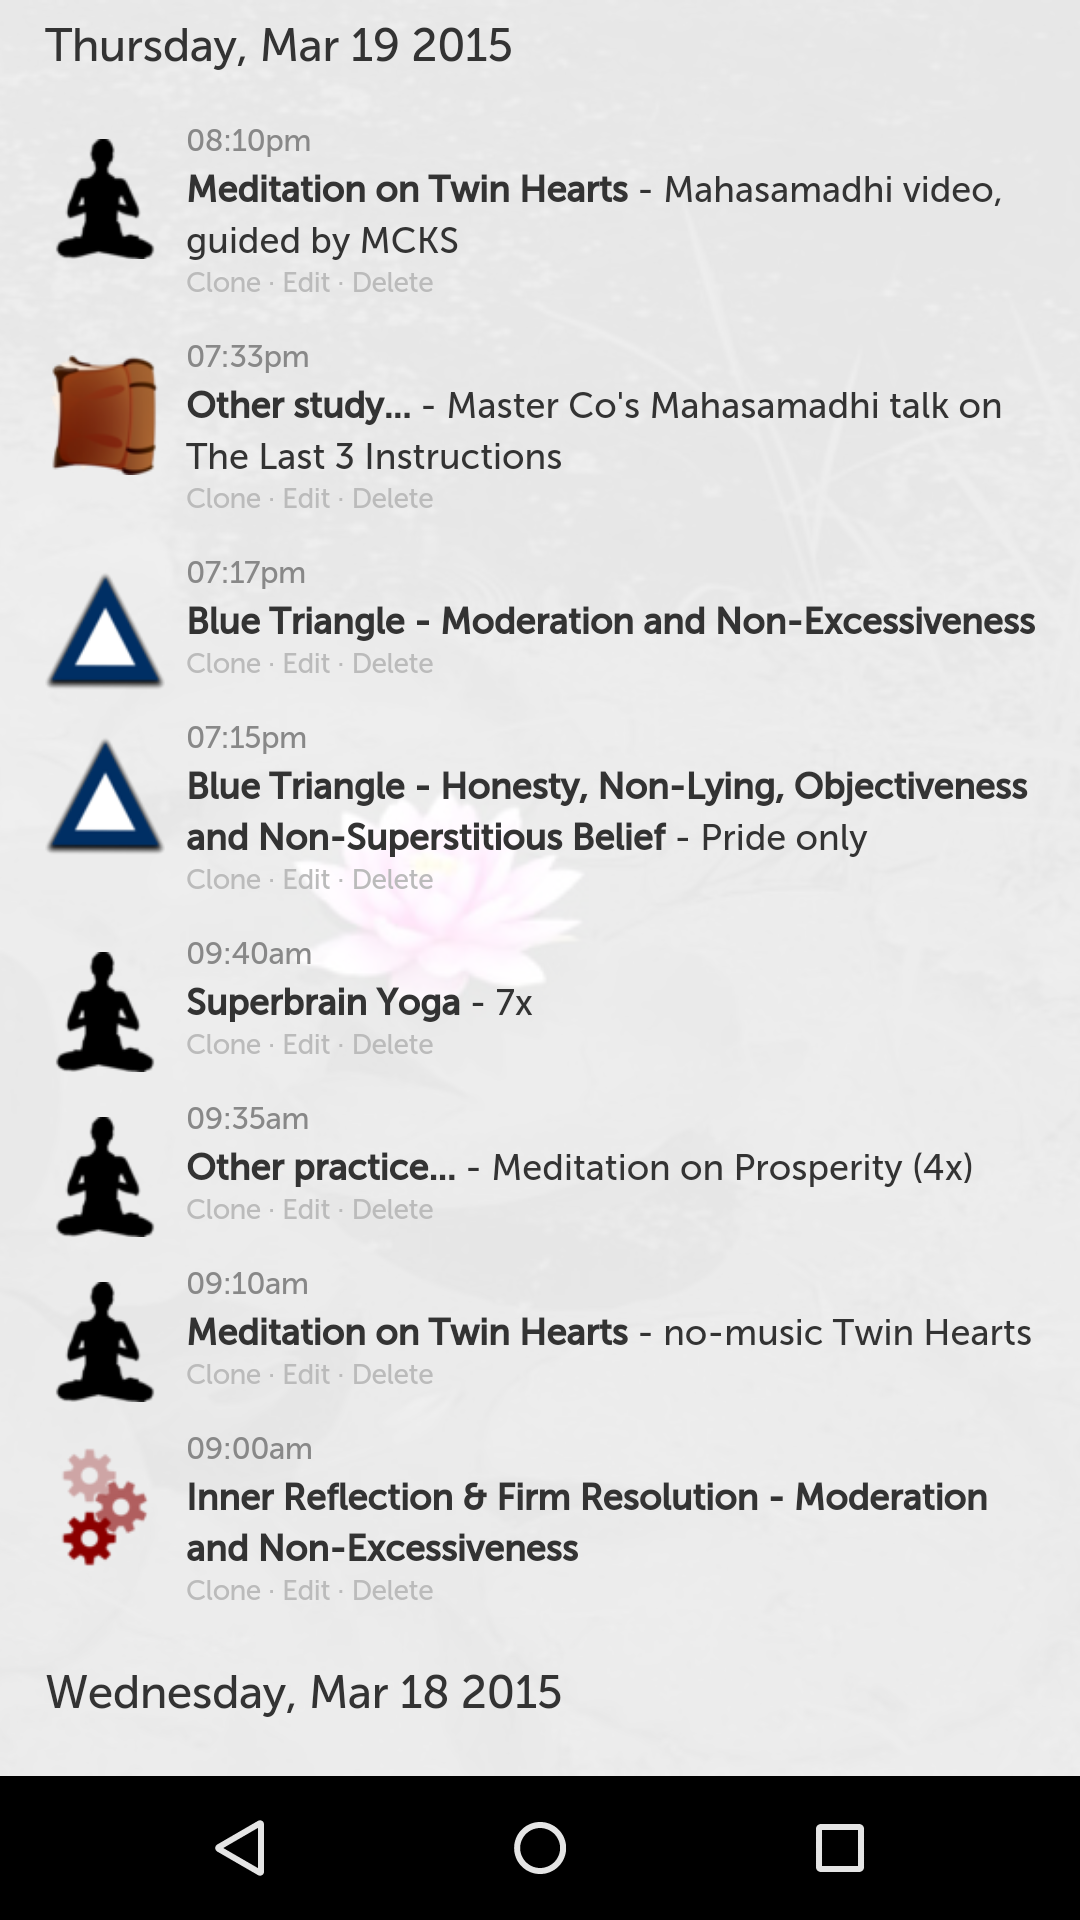 Thursday, Mar 19 2015
08:10pm
Meditation on Twin Hearts - Mahasamadhi video,
guided by MCKS
Clone · Edit · Delete
07:33pm
Other study... - Master Co's Mahasamadhi talk on
The Last 3 Instructions
Clone · Edit · Delete
07:17pm
Blue Triangle - Moderation and Non-Excessiveness
Clone · Edit · Delete
07:15pm
Blue Triangle - Honesty, Non-Lying, Objectiveness
and Non-Superstitious Belief - Pride only
Clone · Edit · Delete
09:40am
Superbrain Yoga - 7x
Clone · Edit · Delete
09:35am
Other practice... - Meditation on Prosperity (4x)
Clone · Edit · Delete
09:10am
Meditation on Twin Hearts - no-music Twin Hearts
Clone · Edit · Delete
09:00am
Inner Reflection & Firm Resolution - Moderation
and Non-Excessiveness
Clone · Edit · Delete
Wednesday, Mar 18 2015